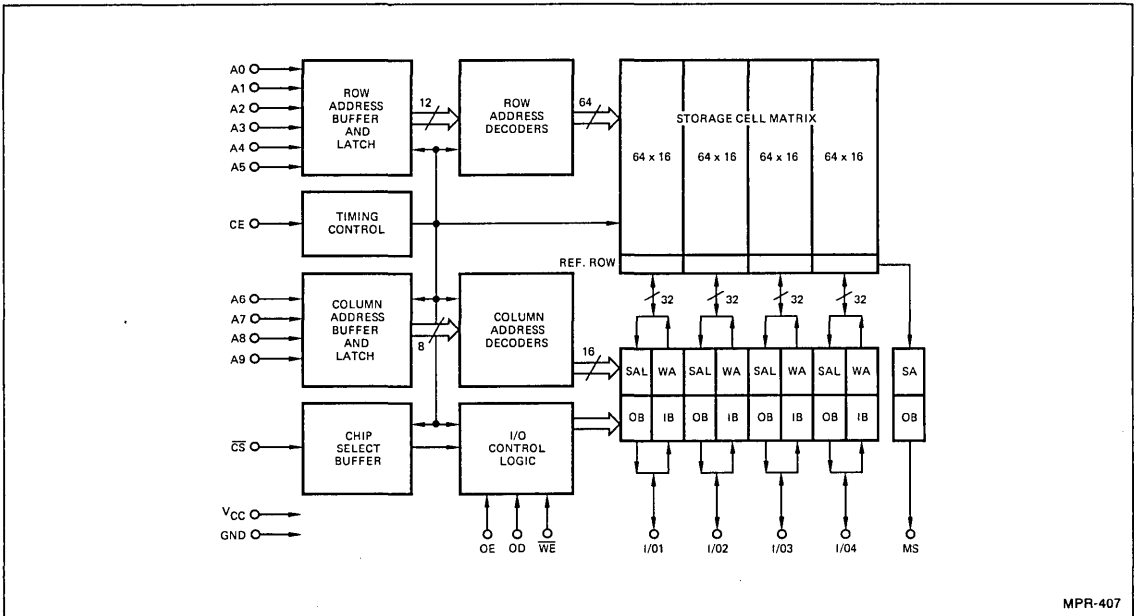 A0
A1
A2
A3
A4
A5
ROW
ADDRESS
BUFFER
AND
LATCH
12
ROW
ADDRESS
DECODERS
64
STORAGE CELL MATRIX
64 x 16
64 x 16
64 x 16
64 x 16
CE
TIMING
CONTROL
REF. ROW
32
32
32
32
A6
A7
A8
A9
COLUMN
ADDRESS
BUFFER
AND
LATCH
8
COLUMN
ADDRESS
DECODERS
16
SAL WA SAL WA SAL WA SAL WA SA
OB IB OB IB OB IB OB IB OB
CS
CHIP
SELECT
BUFFER
I/O
CONTROL
LOGIC
VCC
GND
OE OD WE I/01 I/02 I/03 I/04 MS
MPR-407